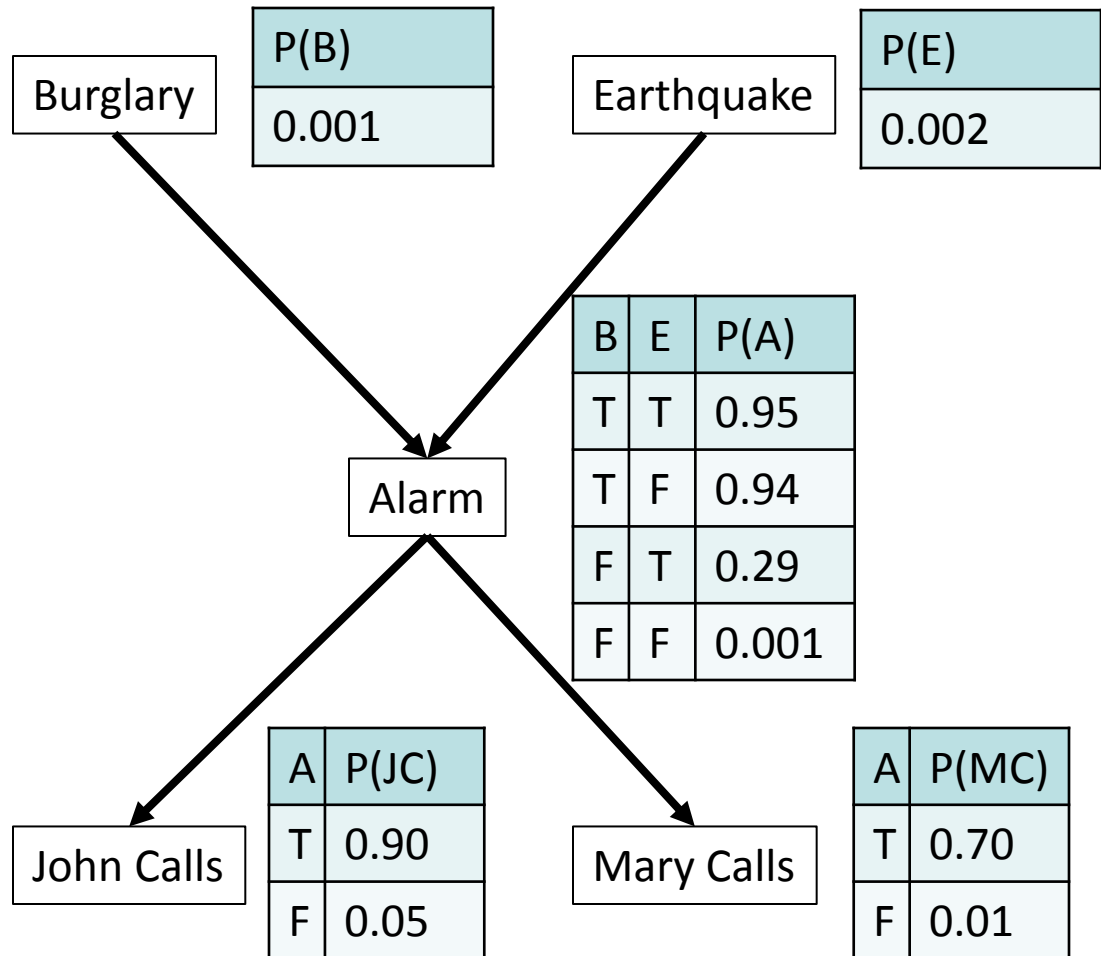 Burglary
P(B)
0.001
Earthquake
P(E)
0.002
B E P(A)
T T 0.95
T F 0.94
F T 0.29
F F 0.001
Alarm
John Calls
A P(JC)
T 0.90
F 0.05
Mary Calls
A P(MC)
T 0.70
F 0.01